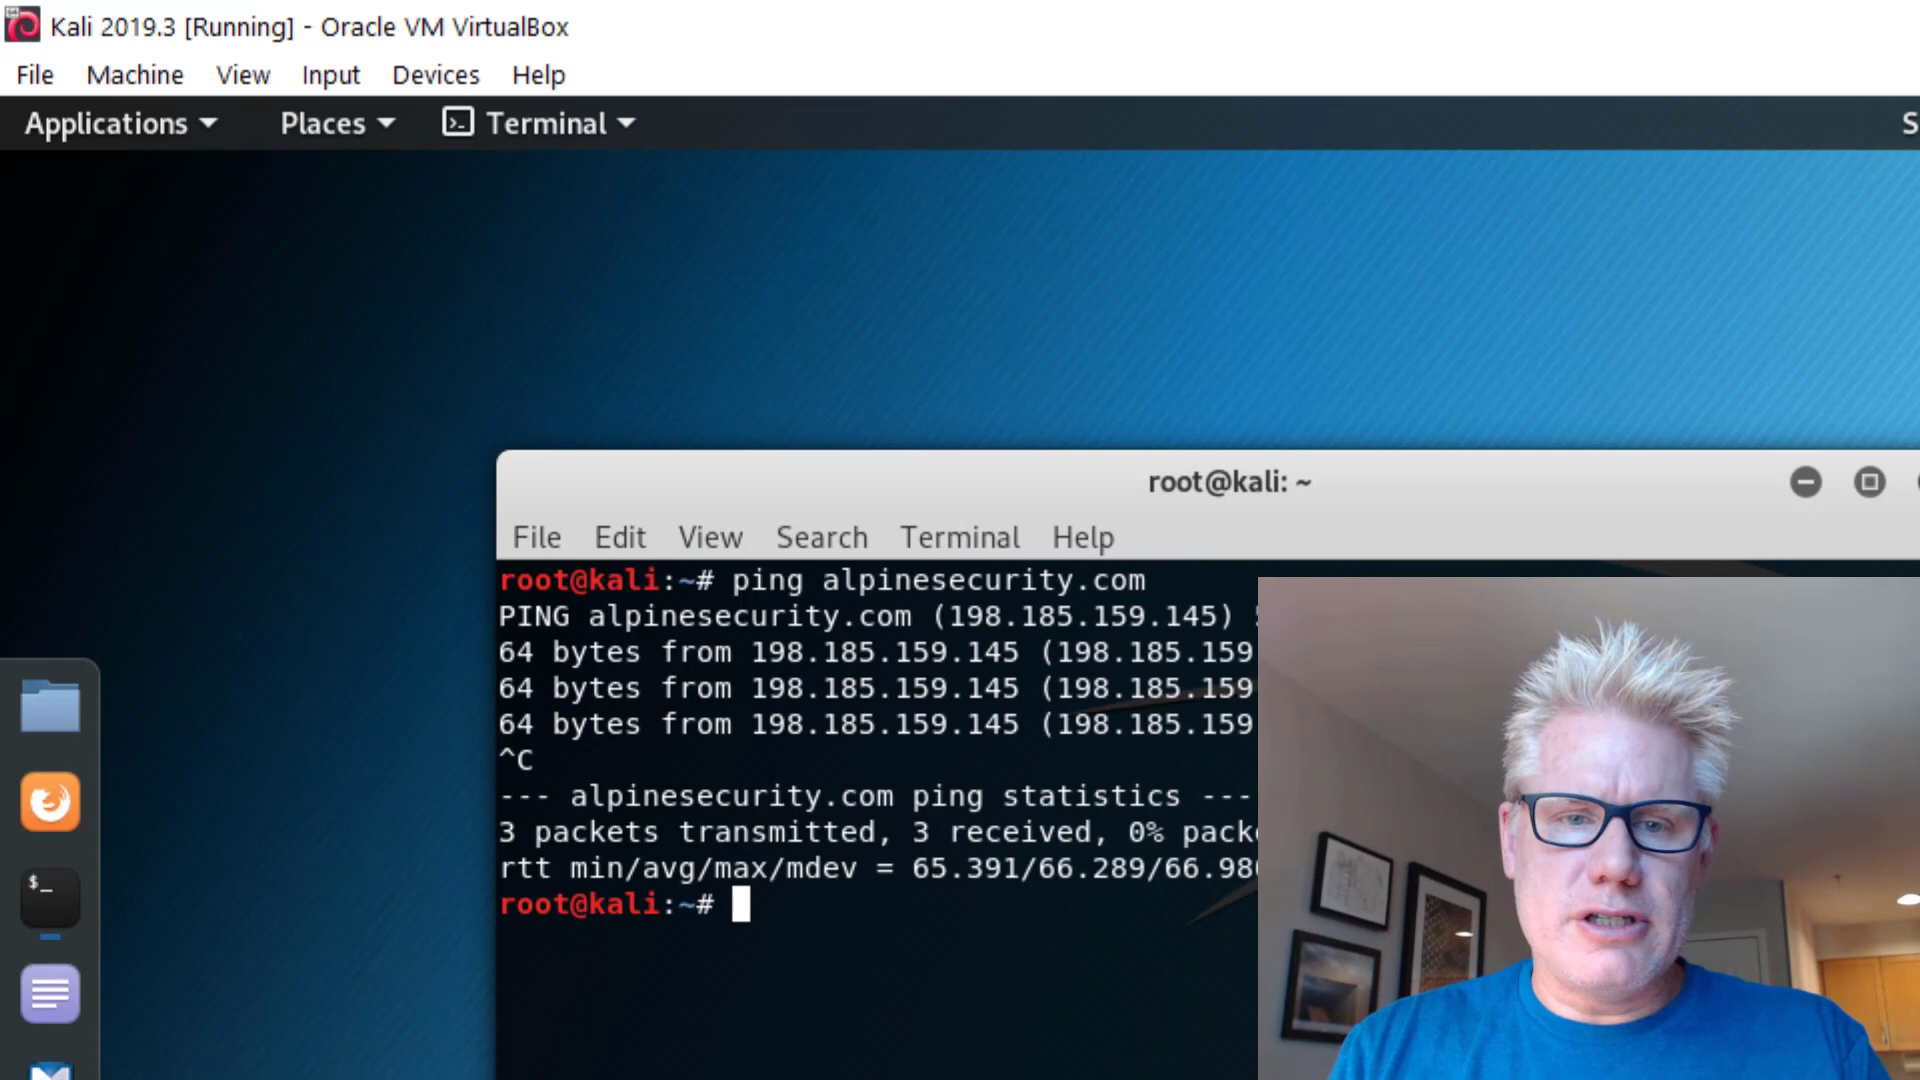 Kali 2019.3 [Running] - Oracle VM VirtualBox
File Machine View Input Devices Help
Applications Places Terminal
root@kali: ~
File Edit View Search Terminal Help
root@kali:~# ping alpinesecurity.com
PING alpinesecurity.com (198.185.159.145)
64 bytes from 198.185.159.145 (198.185.159
64 bytes from 198.185.159.145 (198.185.159
64 bytes from 198.185.159.145 (198.185.159
^C
--- alpinesecurity.com ping statistics ---
3 packets transmitted, 3 received, 0% pack
rtt min/avg/max/mdev = 65.391/66.289/66.98
root@kali:~#
$_